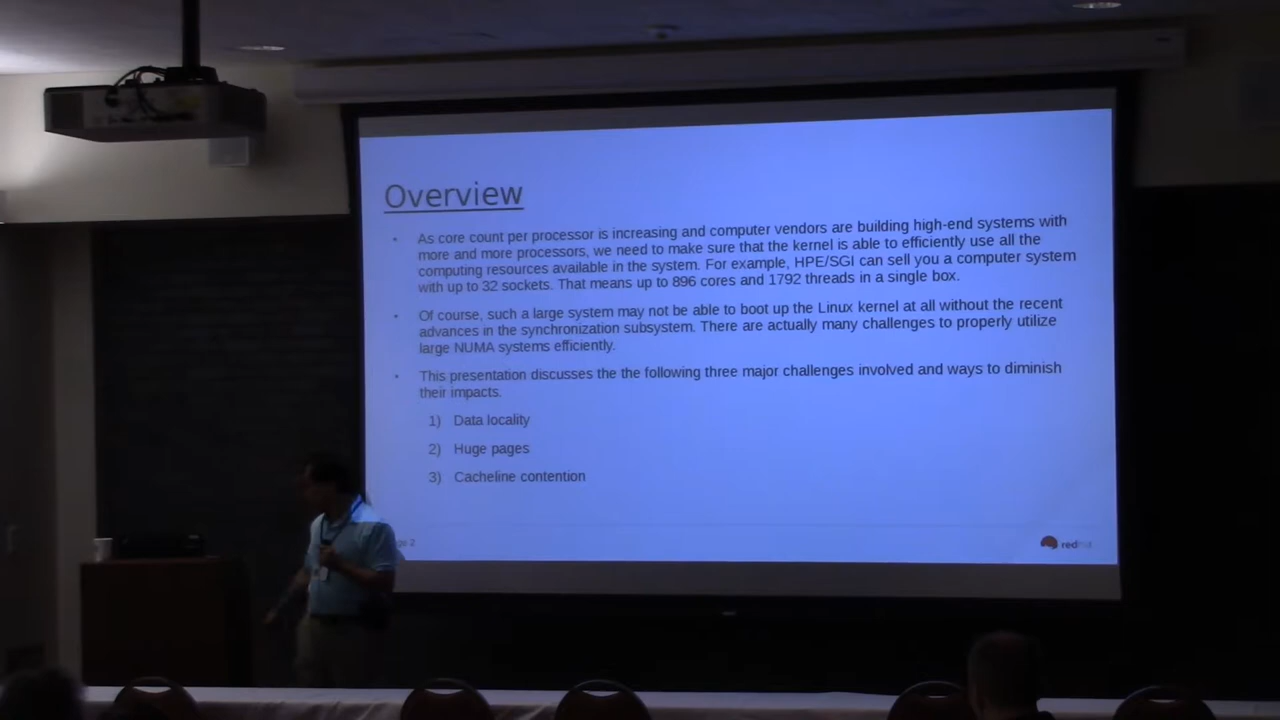 Overview
• As core count per processor is increasing and computer vendors are building high-end systems with
more and more processors, we need to make sure that the kernel is able to efficiently use all the
computing resources available in the system. For example, HPE/SGI can sell you a computer system
with up to 32 sockets. That means up to 896 cores and 1792 threads in a single box.
• Of course, such a large system may not be able to boot up the Linux kernel at all without the recent
advances in the synchronization subsystem. There are actually many challenges to properly utilize
large NUMA systems efficiently.
• This presentation discusses the the following three major challenges involved and ways to diminish
their impacts.
1) Data locality
2) Huge pages
3) Cacheline contention
2
red